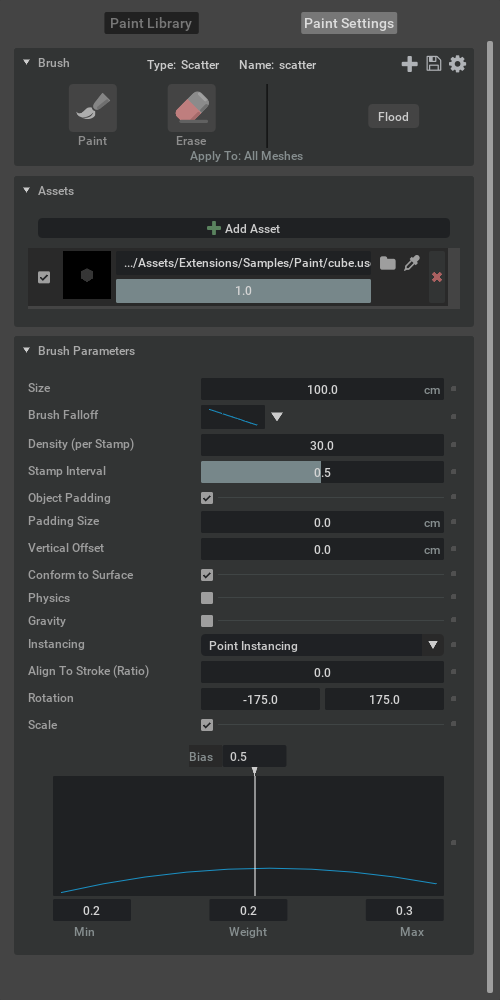 Paint Library Paint Settings
Brush Type: Scatter Name: scatter
Paint Erase Flood
Apply To: All Meshes
Assets
Add Asset
.../Assets/Extensions/Samples/Paint/cube.us
1.0
Brush Parameters
Size 100.0 cm
Brush Falloff
Density (per Stamp) 30.0
Stamp Interval 0.5
Object Padding
Padding Size 0.0 cm
Vertical Offset 0.0 cm
Conform to Surface
Physics
Gravity
Instancing Point Instancing
Align To Stroke (Ratio) 0.0
Rotation -175.0 175.0
Scale
Bias 0.5
0.2 0.2 0.3
Min Weight Max